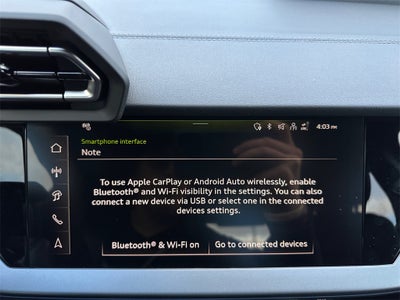 4:03 PM
Smartphone interface
Note
To use Apple CarPlay or Android Auto wirelessly, enable
Bluetooth® and Wi-Fi visibility in the settings. You can also
connect a new device via USB or select one in the connected
devices settings.
Bluetooth® & Wi-Fi on
Go to connected devices